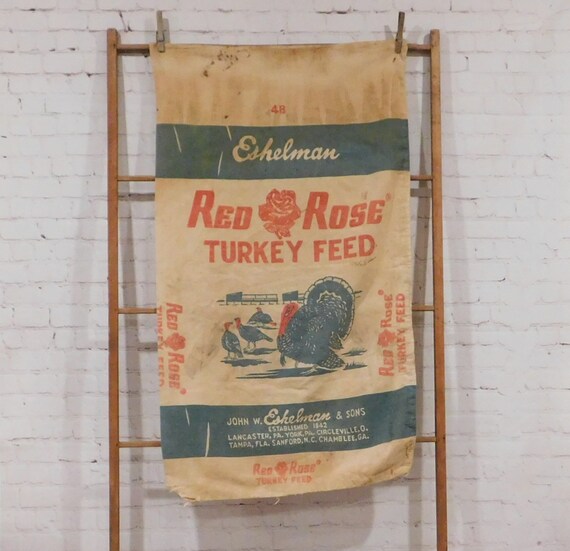 48
Eshelman
RED ROSE®
TURKEY FEED
RED ROSE
TURKEY FEED
RED ROSE®
TURKEY FEED
JOHN W. Eshelman & SONS
ESTABLISHED 1842
LANCASTER, PA. YORK, PA. CIRCLEVILLE, O.
TAMPA, FLA. SANFORD, N.C. CHAMBLEE, GA.
RED ROSE®
TURKEY FEED